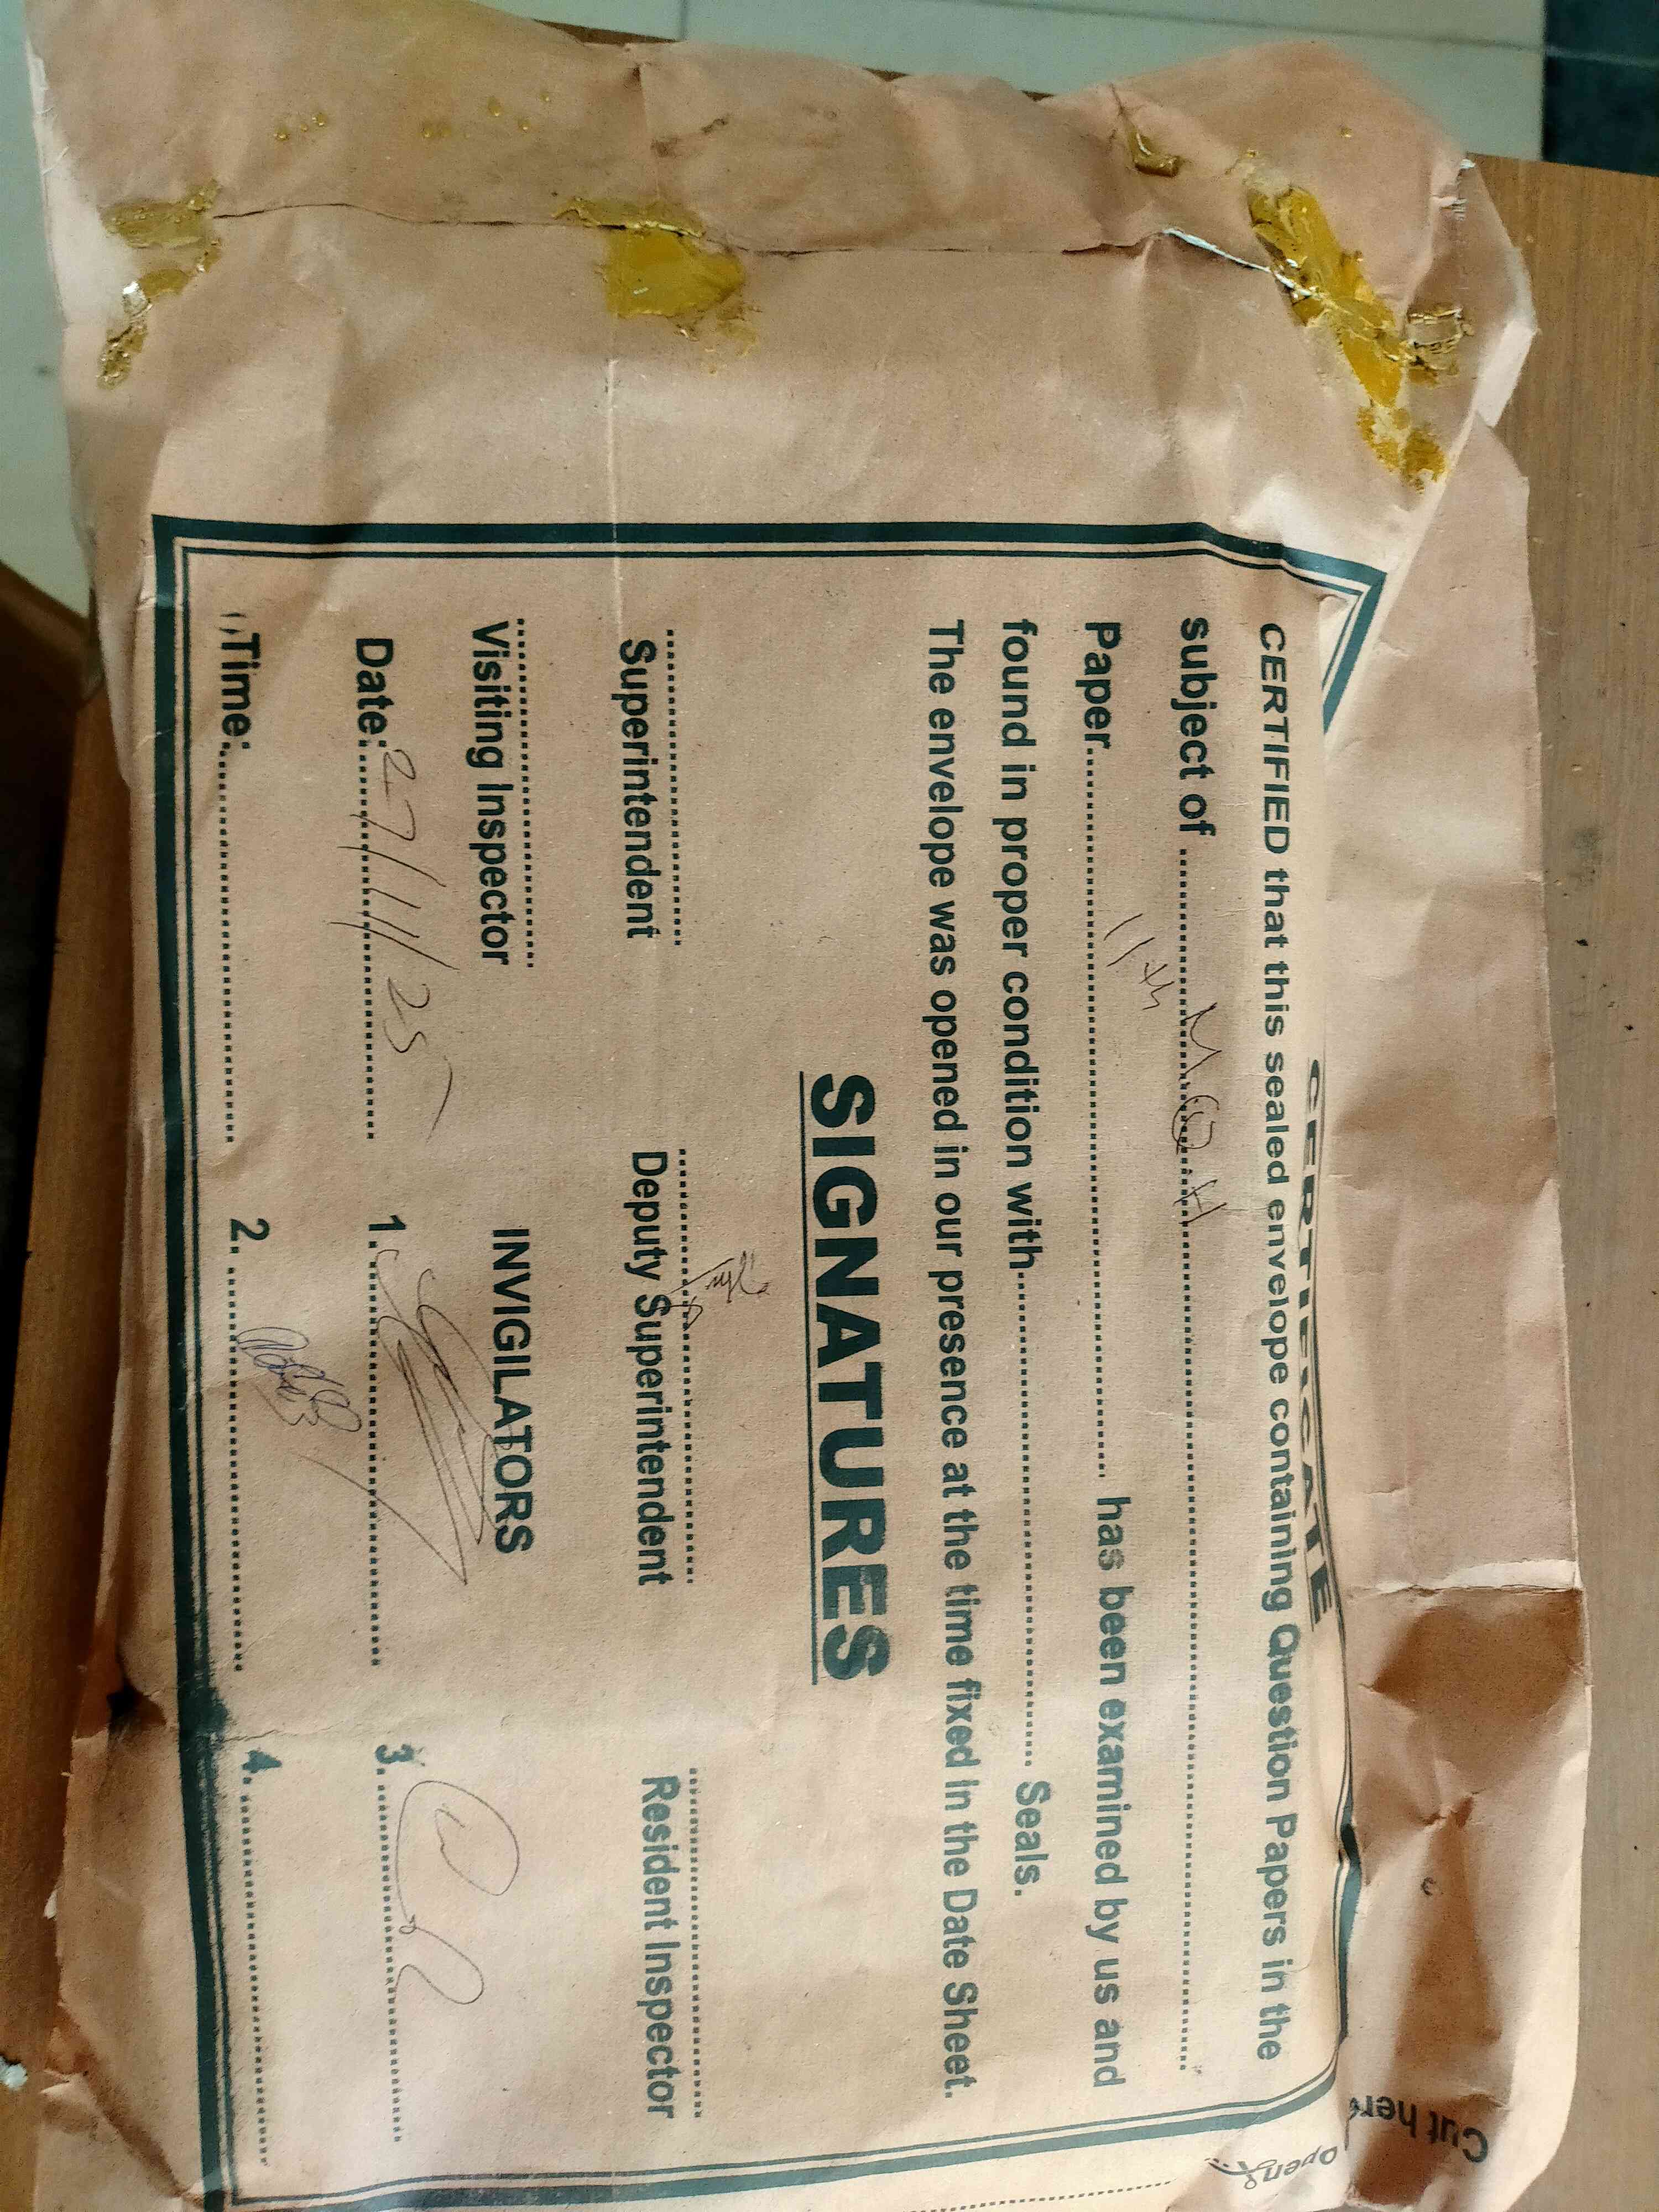 Cut here
Open
CERTIFICATE
CERTIFIED that this sealed envelope containing Question Papers in the
subject of ........ M.Q.H ........
Paper........ 11th ........ has been examined by us and
found in proper condition with................ Seals.
The envelope was opened in our presence at the time fixed in the Date Sheet.
SIGNATURES
Superintendent Deputy Superintendent Resident Inspector
Visiting Inspector INVIGILATORS
Date: 27/11/25 1. 3.
Time: 2. 4.